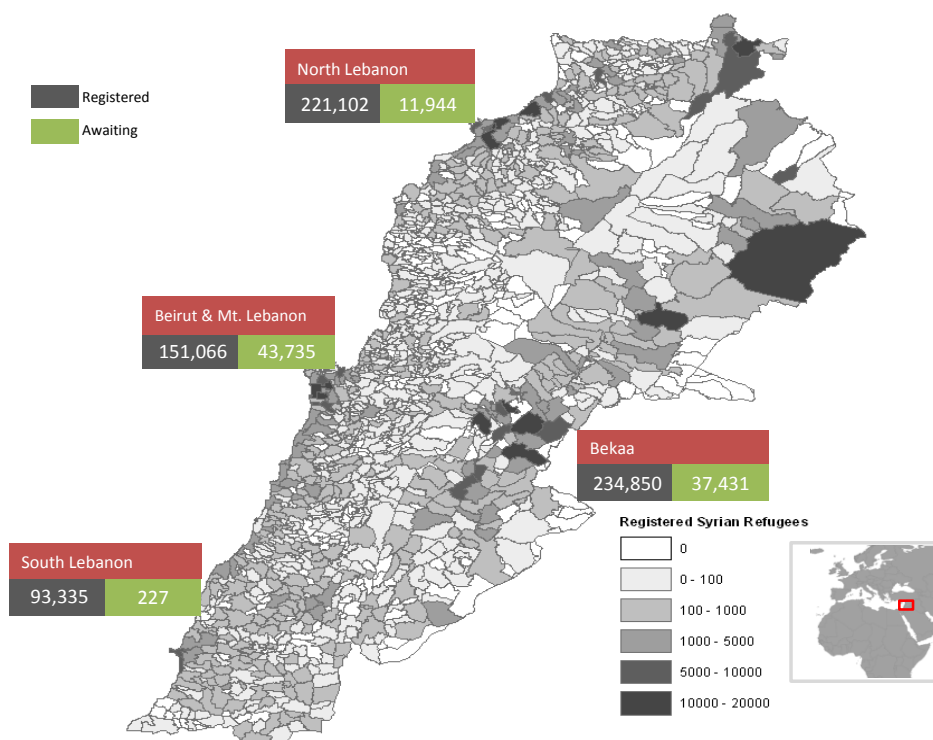 North Lebanon
221,102 11,944
Registered
Awaiting
Beirut & Mt. Lebanon
151,066 43,735
Bekaa
234,850 37,431
South Lebanon
93,335 227
Registered Syrian Refugees
0
0 - 100
100 - 1000
1000 - 5000
5000 - 10000
10000 - 20000